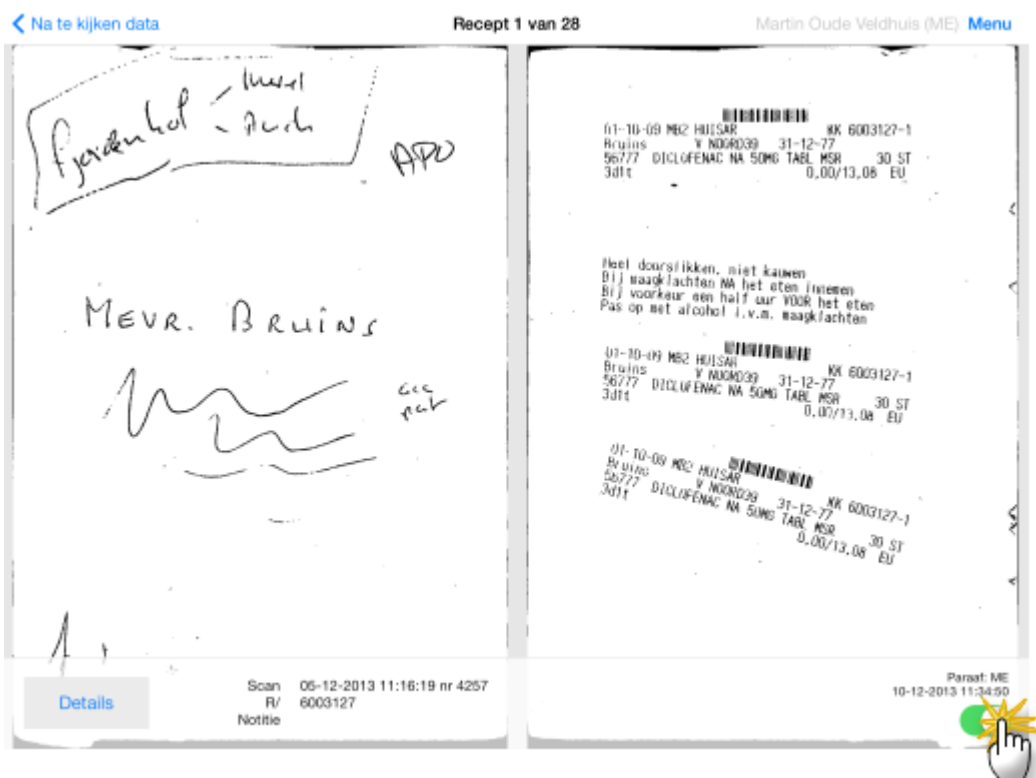 Na te kijken data
Recept 1 van 28
Martin Oude Veldhuis (ME) Menu
APO
MEVR. BRUINS
Details
Scan 05-12-2013 11:16:19 nr 4257
R/ 6003127
Notitie
01-10-09 MB2 HUISAR KK 6003127-1
Bruins V NOORD39 31-12-77
56777 DICLOFENAC NA 50MG TABL MSR 30 ST
3d1t 0,00/13,08 EU
Heel doorslikken, niet kauwen
Bij maagklachten NA het eten innemen
Bij voorkeur een half uur VOOR het eten
Pas op met alcohol i.v.m. maagklachten
01-10-09 MB2 HUISAR KK 6003127-1
Bruins V NOORD39 31-12-77
56777 DICLOFENAC NA 50MG TABL MSR 30 ST
3d1t 0,00/13,08 EU
01-10-09 MB2 HUISAR KK 6003127-1
Bruins V NOORD39 31-12-77
56777 DICLOFENAC NA 50MG TABL MSR 30 ST
3d1t 0,00/13,08 EU
Paraaf: ME
10-12-2013 11:34:50